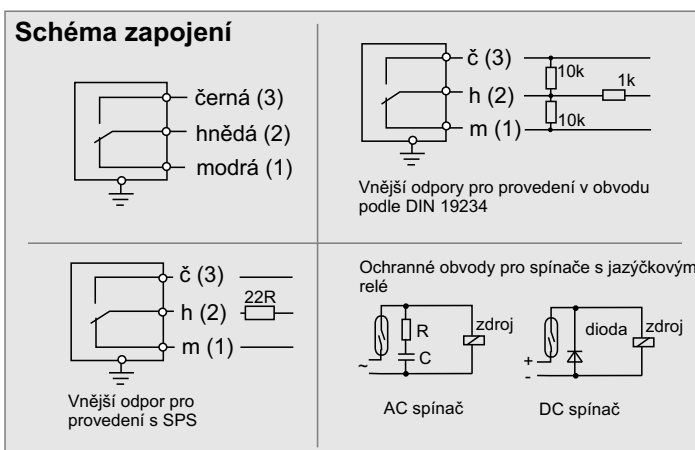 Schéma zapojení
černá (3)
hnědá (2)
modrá (1)
č (3)
h (2)
m (1)
10k
1k
10k
Vnější odpory pro provedení v obvodu
podle DIN 19234
č (3)
h (2)
22R
m (1)
Vnější odpor pro
provedení s SPS
Ochranné obvody pro spínače s jazýčkovým
relé
R
C
zdroj
~
AC spínač
dioda
zdroj
+
-
DC spínač